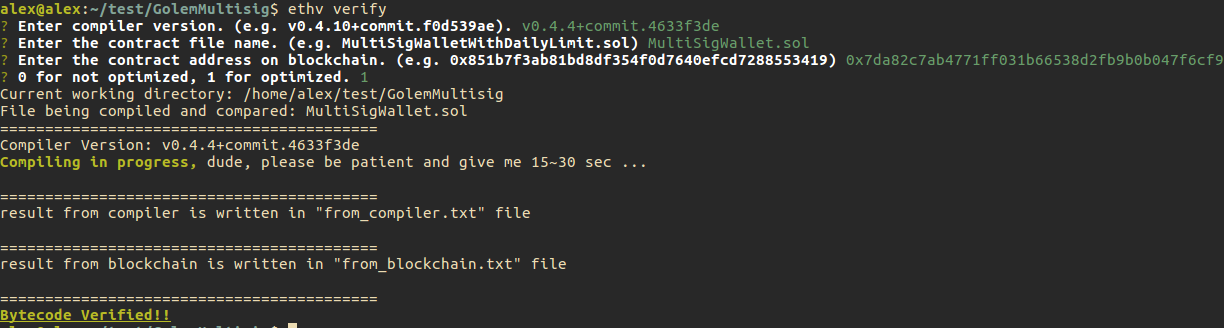 alex@alex:~/test/GolemMultisig$ ethv verify
? Enter compiler version. (e.g. v0.4.10+commit.f0d539ae). v0.4.4+commit.4633f3de
? Enter the contract file name. (e.g. MultiSigWalletWithDailyLimit.sol) MultiSigWallet.sol
? Enter the contract address on blockchain. (e.g. 0x851b7f3ab81bd8df354f0d7640efcd7288553419) 0x7da82c7ab4771ff031b66538d2fb9b0b047f6cf9
? 0 for not optimized, 1 for optimized. 1
Current working directory: /home/alex/test/GolemMultisig
File being compiled and compared: MultiSigWallet.sol
==========================================
Compiler Version: v0.4.4+commit.4633f3de
Compiling in progress, dude, please be patient and give me 15~30 sec ...
==========================================
result from compiler is written in "from_compiler.txt" file
==========================================
result from blockchain is written in "from_blockchain.txt" file
==========================================
Bytecode Verified!!